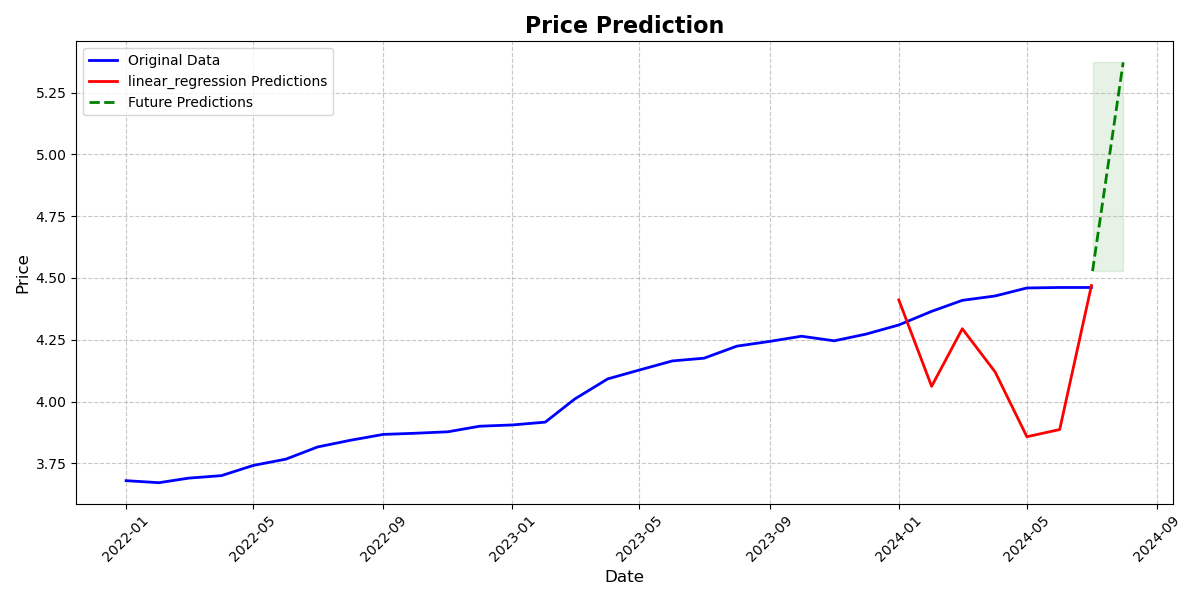 Price Prediction
Original Data
linear_regression Predictions
Future Predictions
Price
5.25
5.00
4.75
4.50
4.25
4.00
3.75
2022-01
2022-05
2022-09
2023-01
2023-05
2023-09
2024-01
2024-05
2024-09
Date